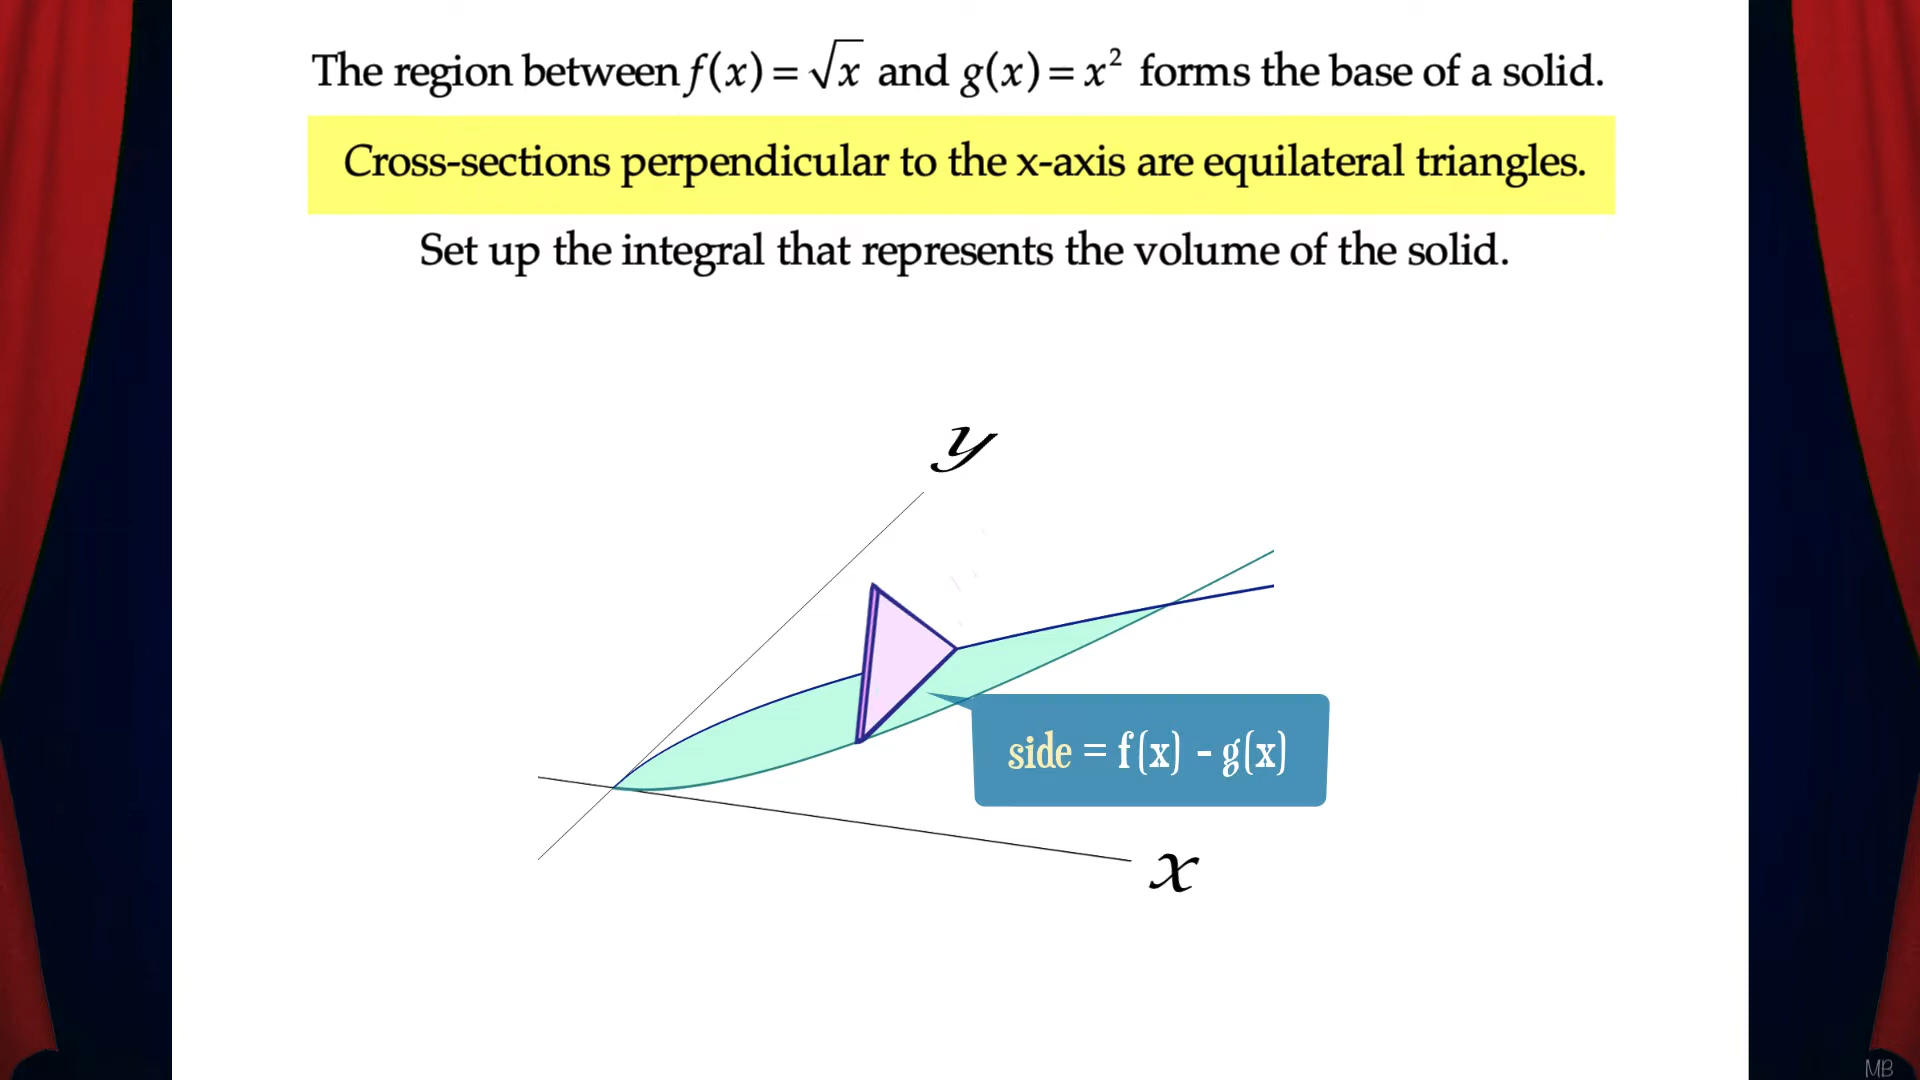 The region between f(x) = √x and g(x) = x² forms the base of a solid.
Cross-sections perpendicular to the x-axis are equilateral triangles.
Set up the integral that represents the volume of the solid.
y
side = f(x) - g(x)
x
MB